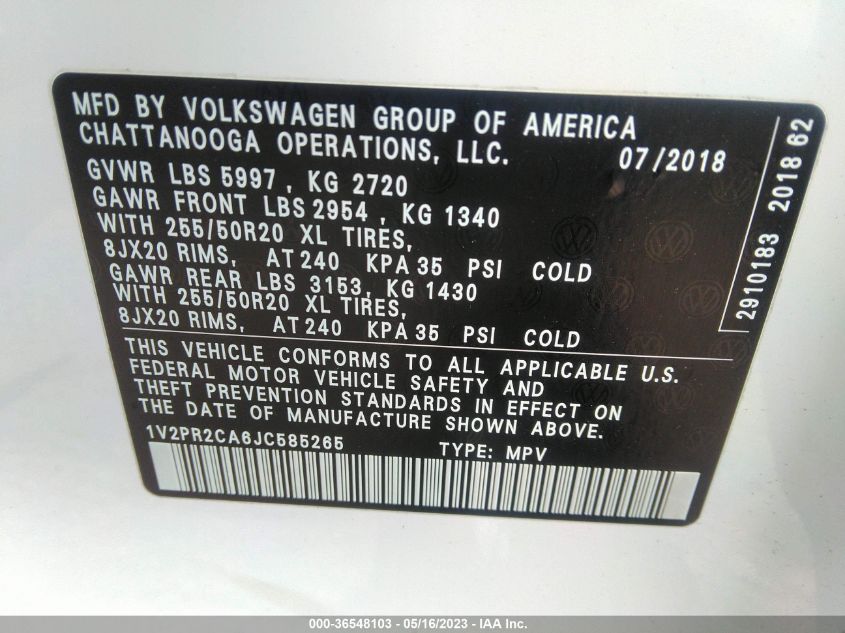 MFD BY VOLKSWAGEN GROUP OF AMERICA
CHATTANOOGA OPERATIONS, LLC. 07/2018
GVWR LBS 5997 , KG 2720
GAWR FRONT LBS 2954 , KG 1340
WITH 255/50R20 XL TIRES,
8JX20 RIMS, AT 240 KPA 35 PSI COLD
GAWR REAR LBS 3153, KG 1430
WITH 255/50R20 XL TIRES,
8JX20 RIMS, AT 240 KPA 35 PSI COLD
THIS VEHICLE CONFORMS TO ALL APPLICABLE U.S.
FEDERAL MOTOR VEHICLE SAFETY AND
THEFT PREVENTION STANDARDS IN EFFECT ON
THE DATE OF MANUFACTURE SHOWN ABOVE.
1V2PR2CA6JC585265 TYPE: MPV
2910183 2018 62
000-36548103 - 05/16/2023 - IAA Inc.